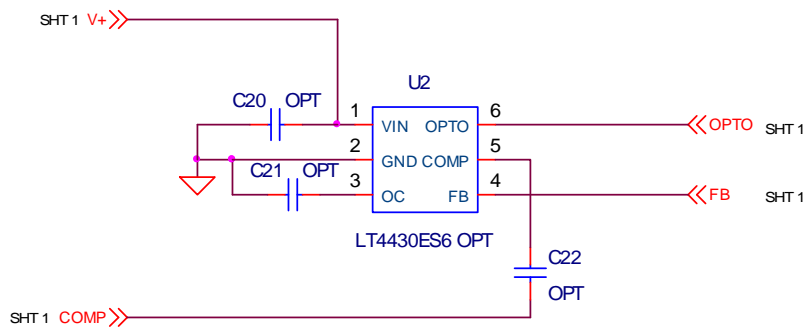 SHT 1 V+
U2
C20 OPT
1 VIN OPTO 6 OPTO SHT 1
2 GND COMP 5
C21
OPT
3 OC FB 4 FB SHT 1
LT4430ES6 OPT
C22
OPT
SHT 1 COMP